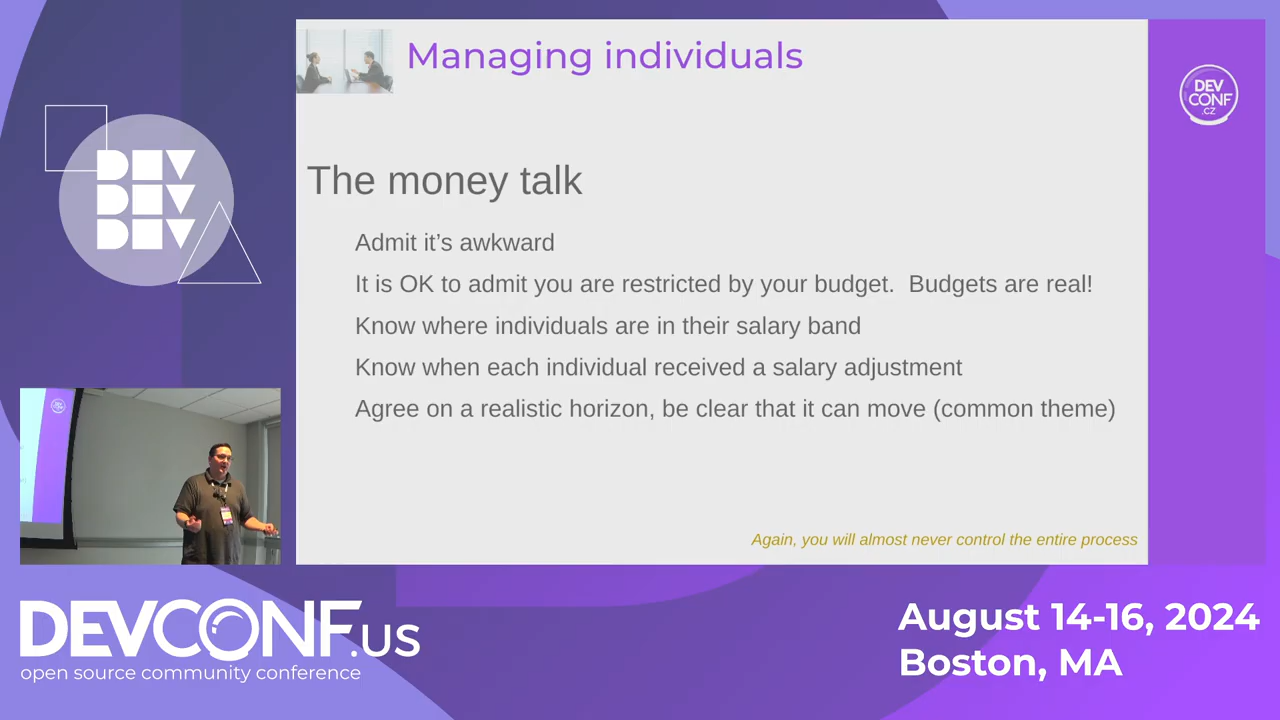 Managing individuals
DEV
CONF
.CZ
DEV
DEV
DEV
The money talk
Admit it’s awkward
It is OK to admit you are restricted by your budget.  Budgets are real!
Know where individuals are in their salary band
Know when each individual received a salary adjustment
Agree on a realistic horizon, be clear that it can move (common theme)
Again, you will almost never control the entire process
DEVCONF.US
open source community conference
August 14-16, 2024
Boston, MA